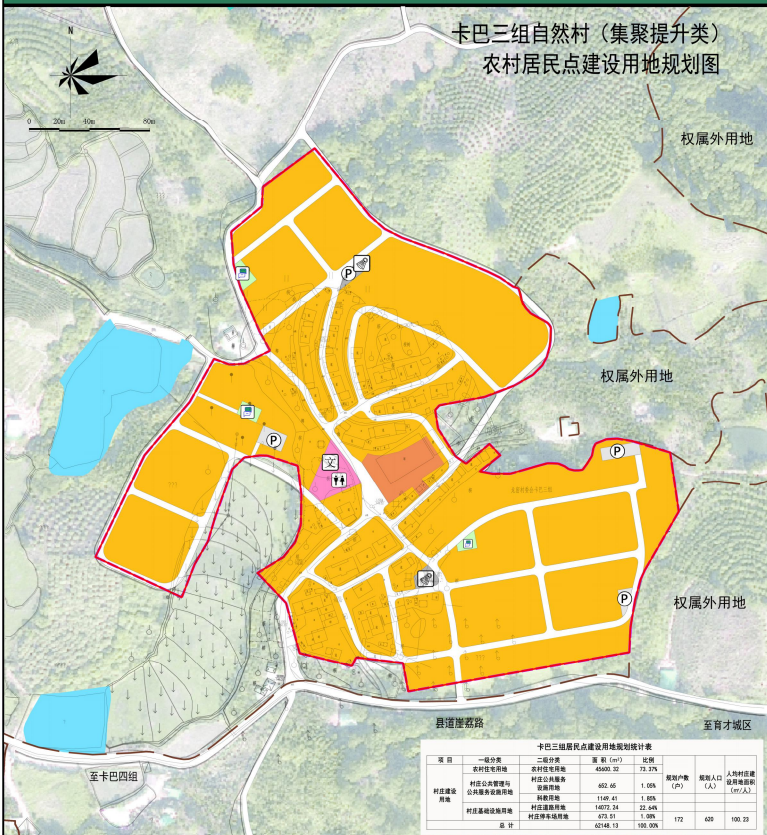 卡巴三组自然村（集聚提升类）
农村居民点建设用地规划图
N
0 20m 40m 80m
权属外用地
P
权属外用地
P
文
P
P
权属外用地
县道崖荔路
至育才城区
至卡巴四组
卡巴三组居民点建设用地规划统计表
项 目 一级分类 二级分类 面 积（m²） 比例 规划户数（户） 规划人口（人） 人均村庄建设用地面积（m²/人）
村庄建设用地 农村住宅用地 农村住宅用地 45600.32 73.37% 172 620 100.23
村庄公共管理与公共服务设施用地 村庄公共服务设施用地 652.65 1.05%
科教用地 1149.41 1.85%
村庄基础设施用地 村庄道路用地 14072.24 22.64%
村庄停车场用地 673.51 1.08%
总 计 62148.13 100.00%